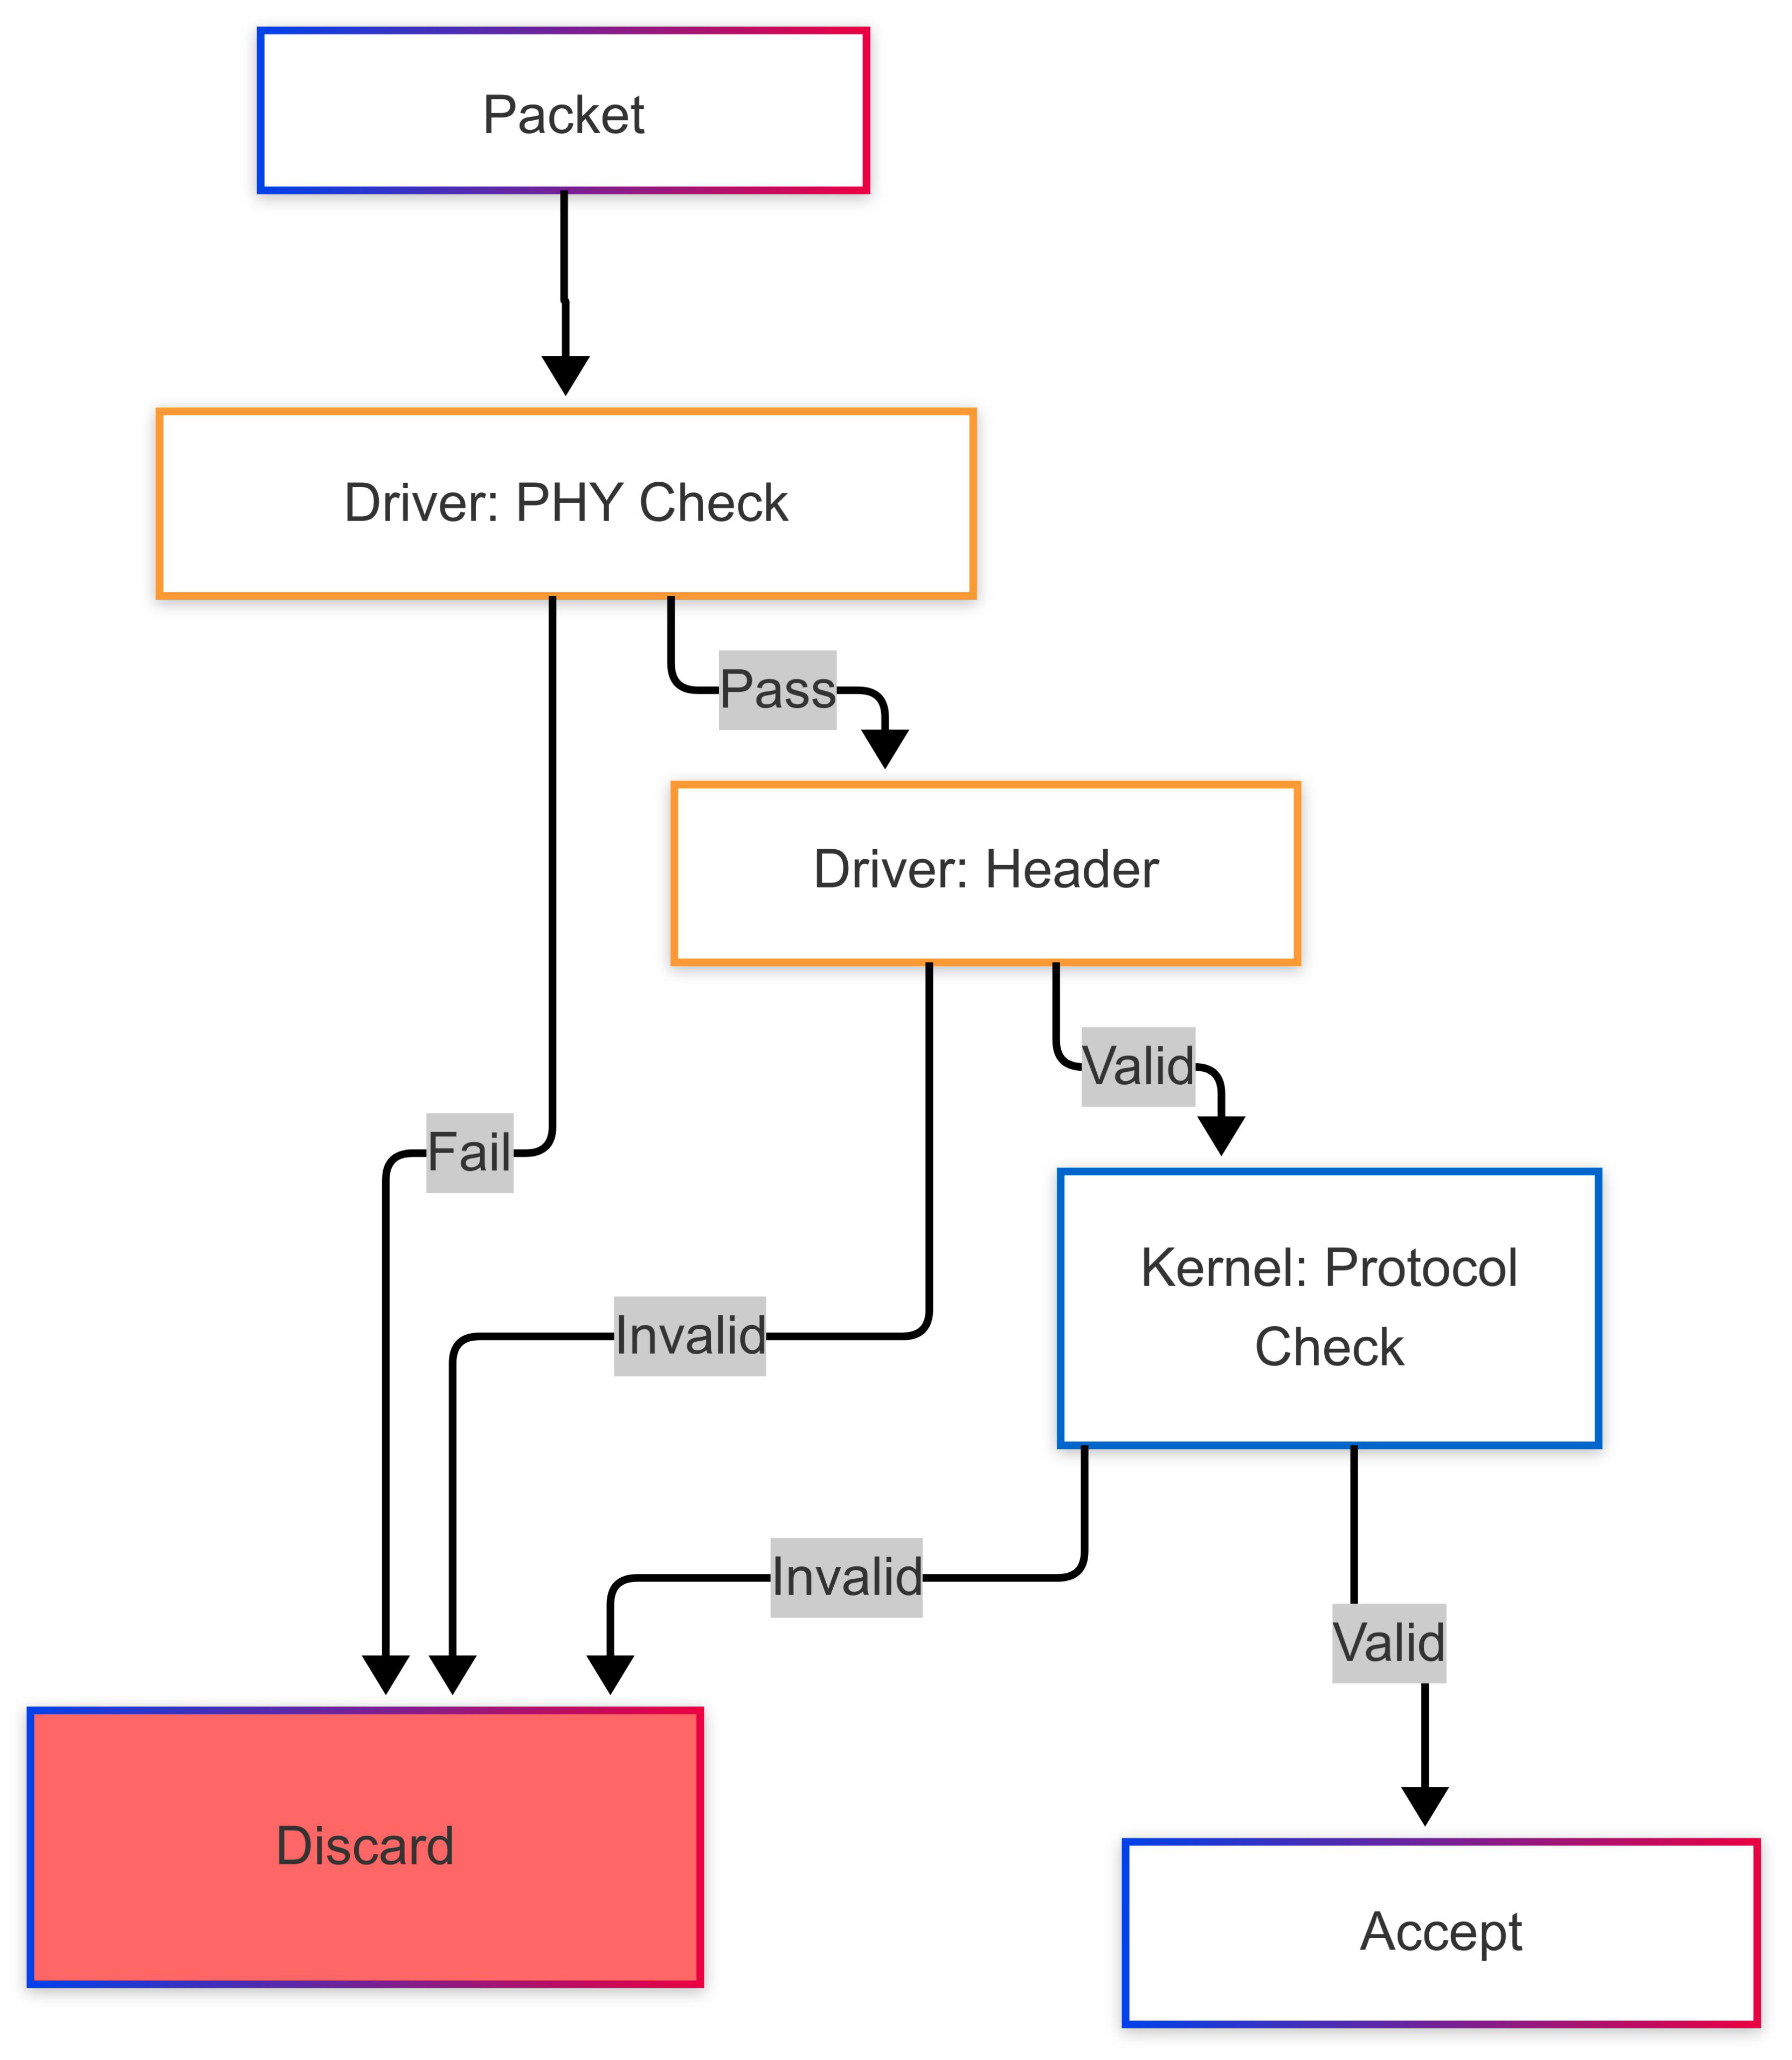 Packet
Driver: PHY Check
Pass
Driver: Header
Valid
Fail
Kernel: Protocol
Check
Invalid
Invalid
Valid
Discard
Accept